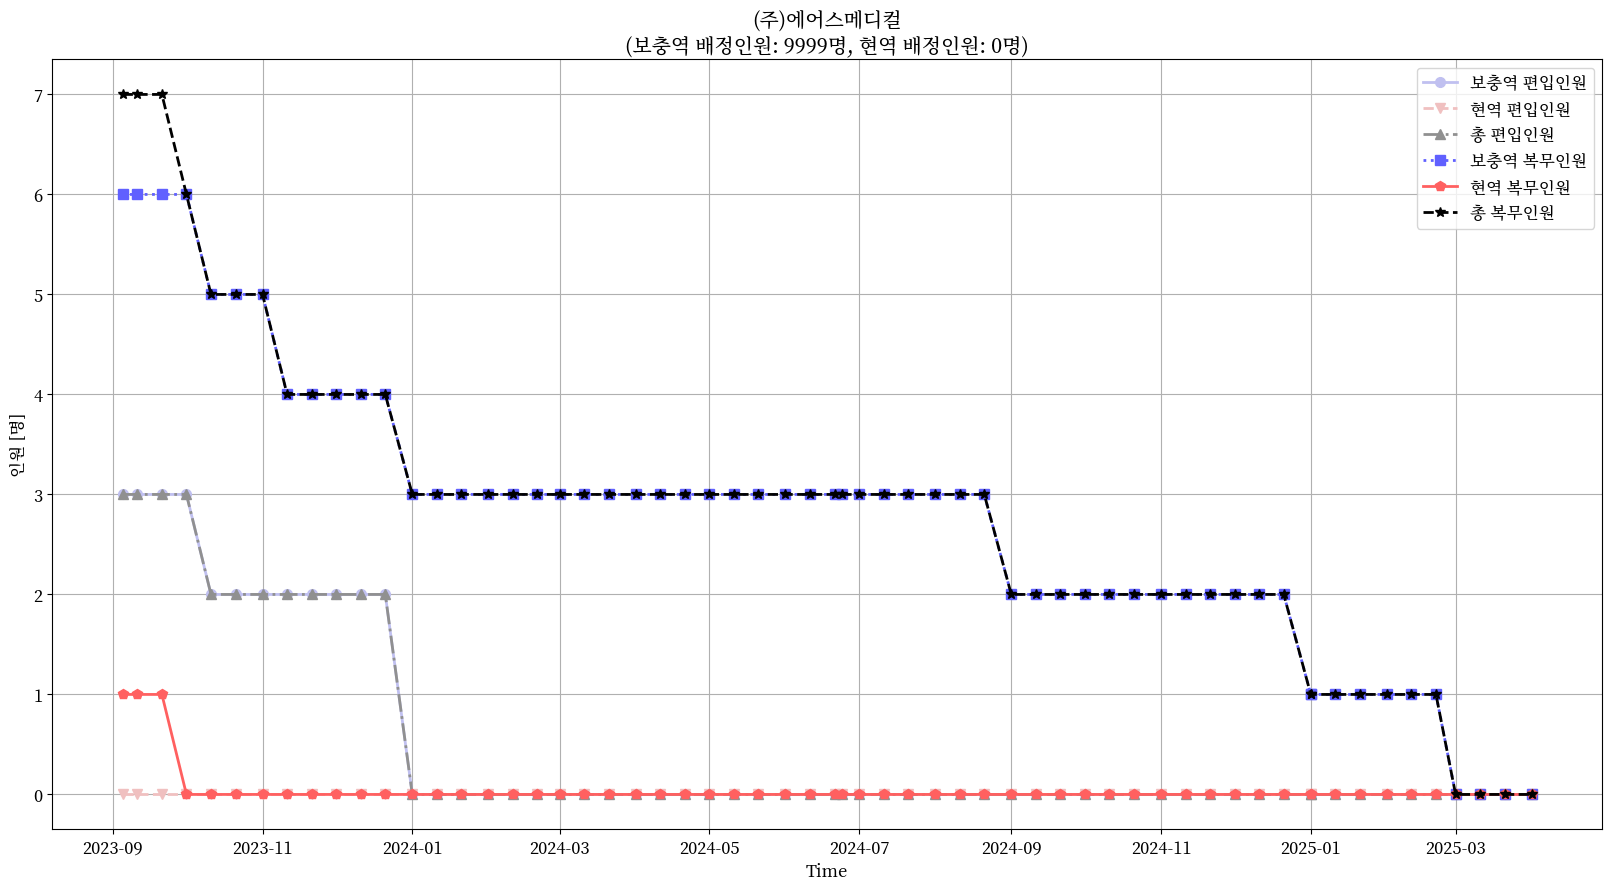 (주)에어스메디컬
(보충역 배정인원: 9999명, 현역 배정인원: 0명)
보충역 편입인원
현역 편입인원
총 편입인원
보충역 복무인원
현역 복무인원
총 복무인원
인원 [명]
7
6
5
4
3
2
1
0
2023-09
2023-11
2024-01
2024-03
2024-05
2024-07
2024-09
2024-11
2025-01
2025-03
Time